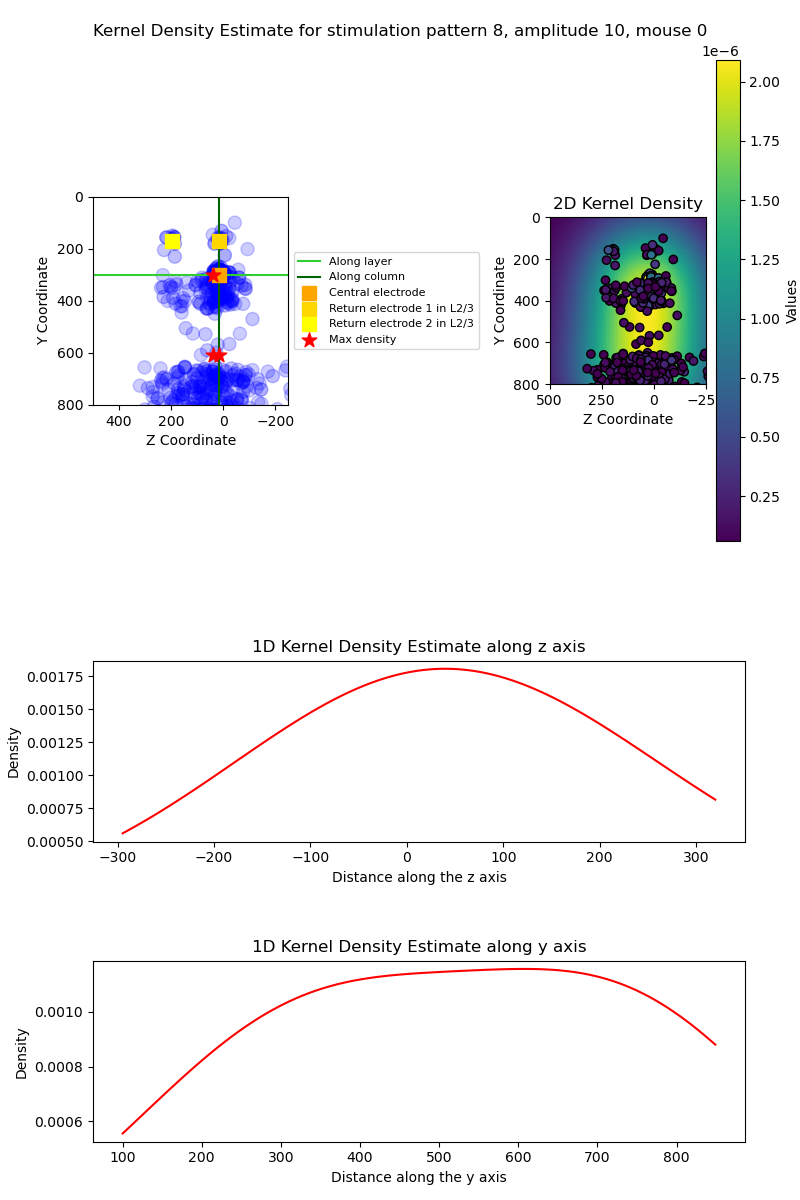 Kernel Density Estimate for stimulation pattern 8, amplitude 10, mouse 0
0
200
400
600
800
400
200
0
−200
Y Coordinate
Z Coordinate
Along layer
Along column
Central electrode
Return electrode 1 in L2/3
Return electrode 2 in L2/3
Max density
2D Kernel Density
0
200
400
600
800
500
250
0
−25
Y Coordinate
Z Coordinate
1e−6
2.00
1.75
1.50
1.25
1.00
0.75
0.50
0.25
Values
1D Kernel Density Estimate along z axis
0.00175
0.00150
0.00125
0.00100
0.00075
0.00050
Density
−300
−200
−100
0
100
200
300
Distance along the z axis
1D Kernel Density Estimate along y axis
0.0010
0.0008
0.0006
Density
100
200
300
400
500
600
700
800
Distance along the y axis